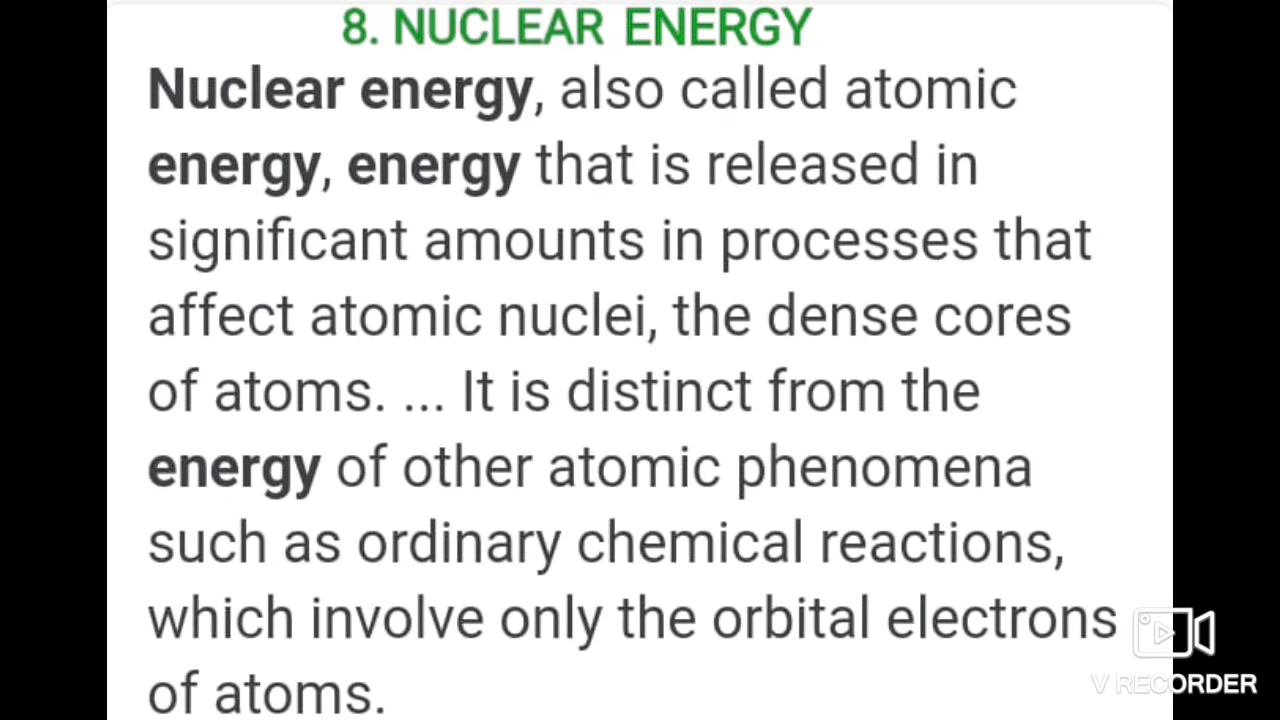 8. NUCLEAR ENERGY
Nuclear energy, also called atomic
energy, energy that is released in
significant amounts in processes that
affect atomic nuclei, the dense cores
of atoms. ... It is distinct from the
energy of other atomic phenomena
such as ordinary chemical reactions,
which involve only the orbital electrons
of atoms.
V RECORDER